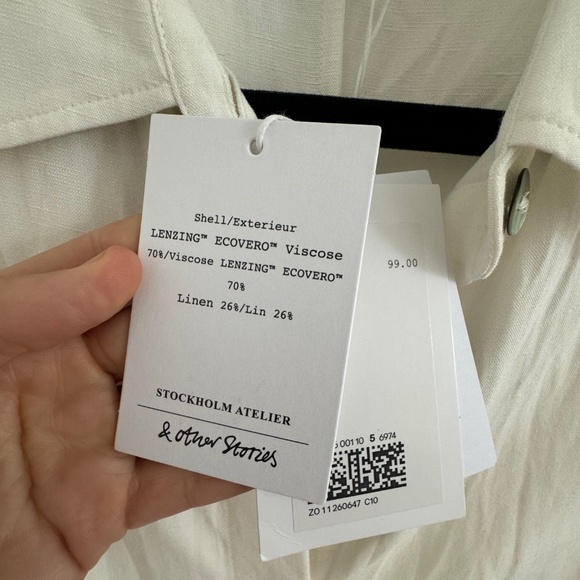 Shell/Exterieur
LENZING™ ECOVERO™ Viscose
70%/Viscose LENZING™ ECOVERO™
70%
Linen 26%/Lin 26%
STOCKHOLM ATELIER
& other Stories
99.00
00110 5 6974
ZO 11260647 C10